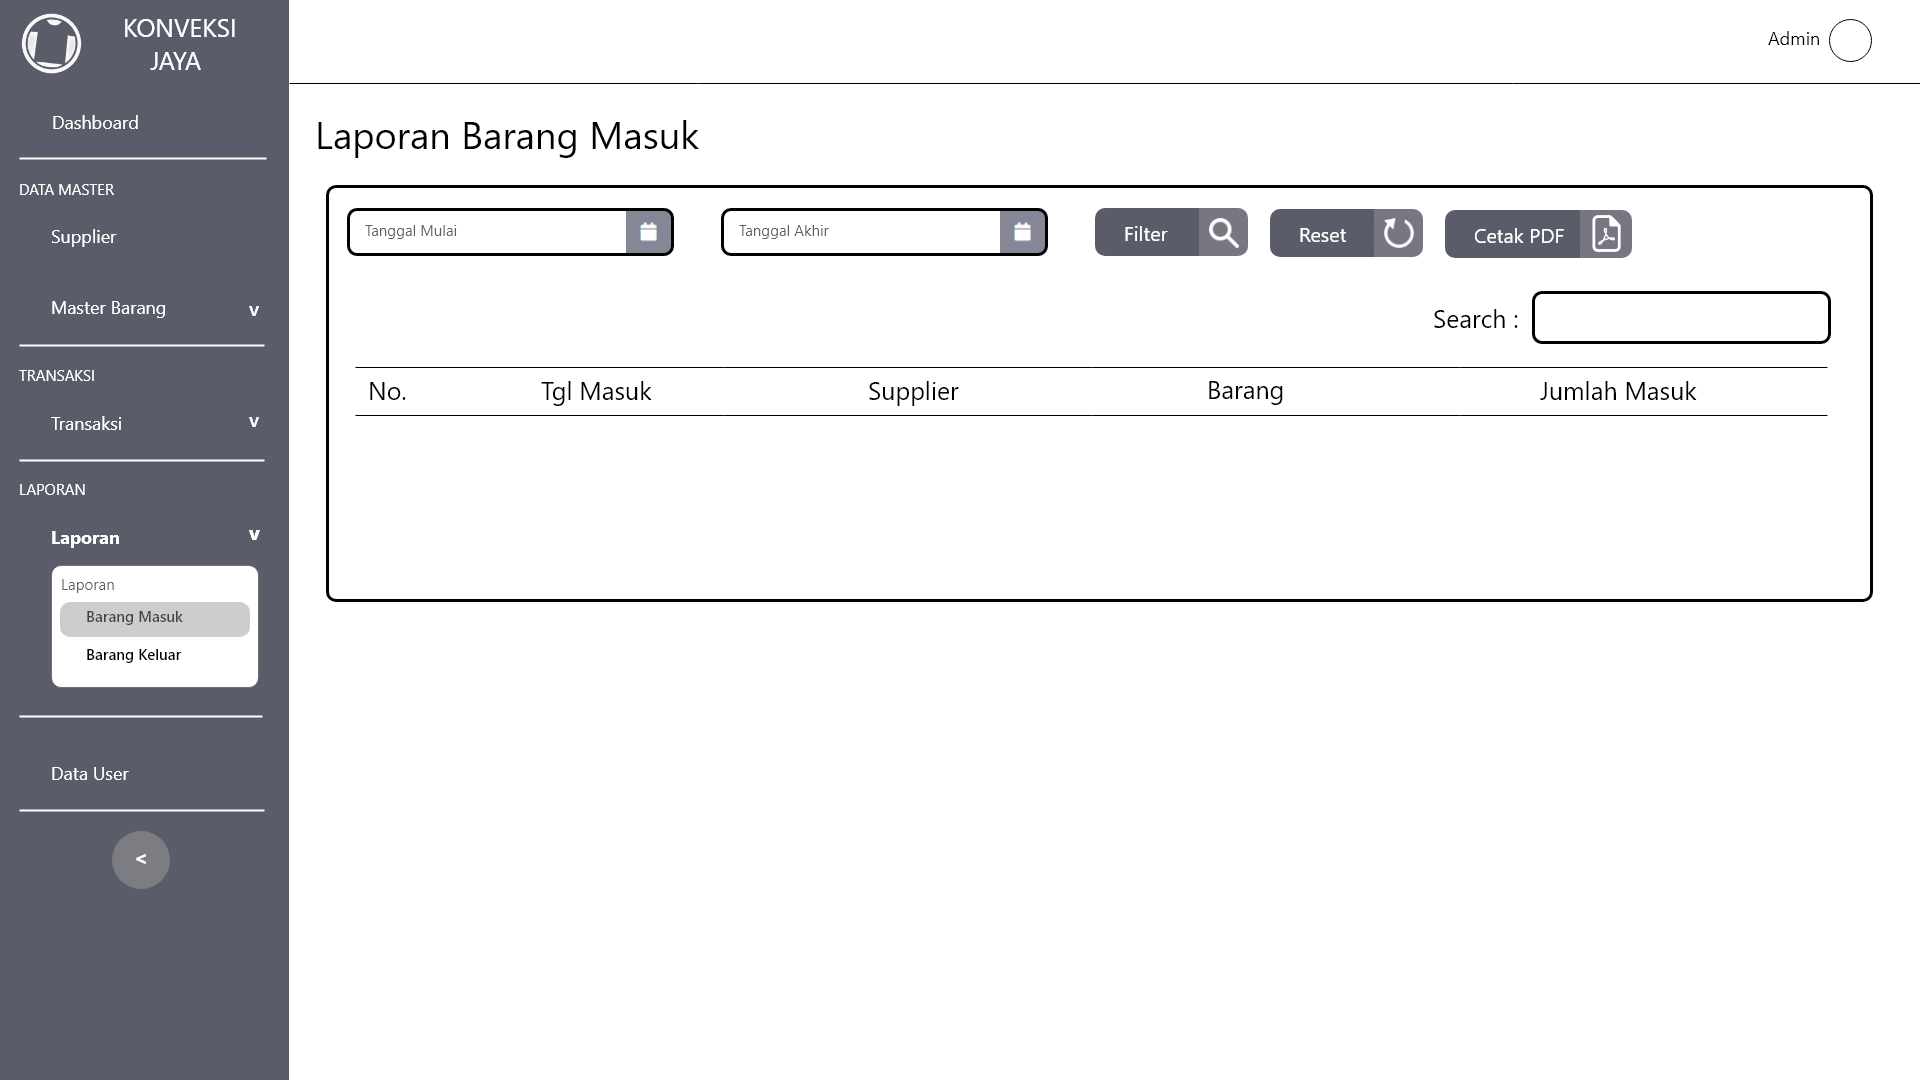 KONVEKSI
JAYA
Admin
Dashboard
DATA MASTER
Supplier
Master Barang v
TRANSAKSI
Transaksi v
LAPORAN
Laporan v
Laporan
Barang Masuk
Barang Keluar
Data User
<
Laporan Barang Masuk
Tanggal Mulai Tanggal Akhir Filter Reset Cetak PDF
Search :
No. Tgl Masuk Supplier Barang Jumlah Masuk